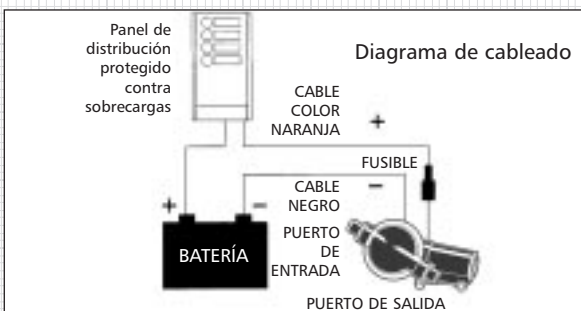 Panel de
distribución
protegido
contra
sobrecargas
Diagrama de cableado
CABLE
COLOR
NARANJA
+
FUSIBLE
+
–
CABLE
NEGRO
–
BATERÍA
PUERTO
DE
ENTRADA
PUERTO DE SALIDA